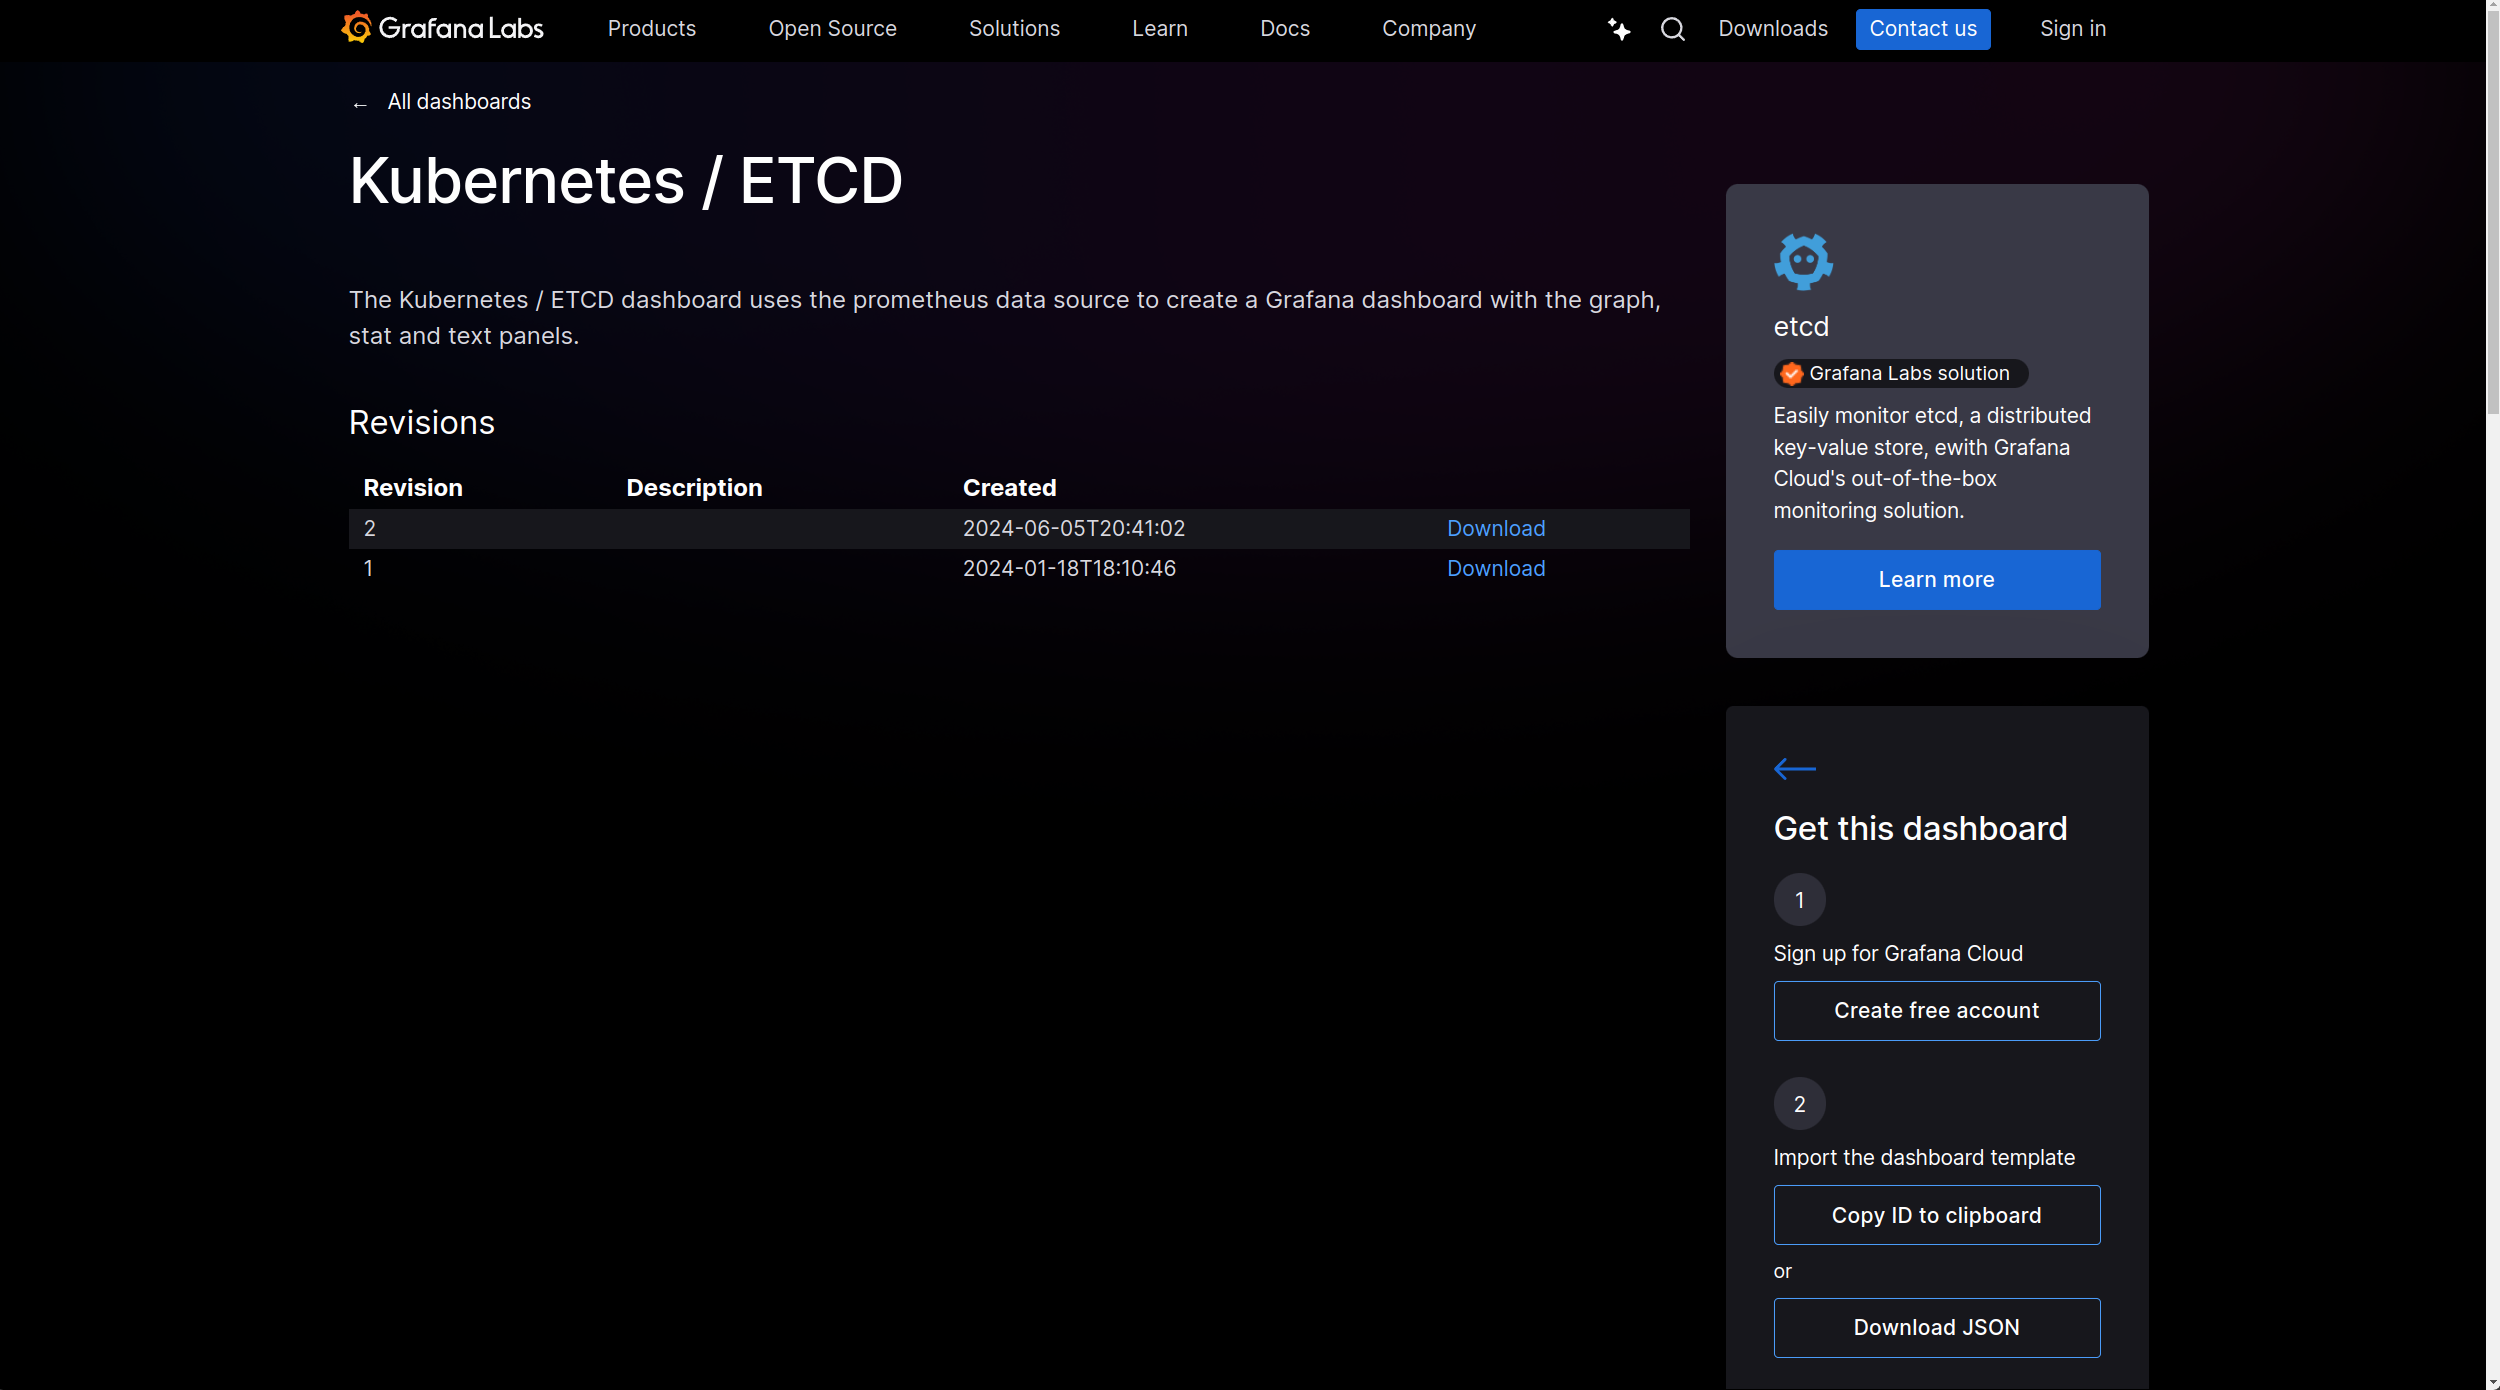 Grafana Labs
Products
Open Source
Solutions
Learn
Docs
Company
Downloads
Contact us
Sign in
← All dashboards
Kubernetes / ETCD
The Kubernetes / ETCD dashboard uses the prometheus data source to create a Grafana dashboard with the graph,
stat and text panels.
Revisions
Revision Description Created
2 2024-06-05T20:41:02 Download
1 2024-01-18T18:10:46 Download
etcd
Grafana Labs solution
Easily monitor etcd, a distributed
key-value store, ewith Grafana
Cloud's out-of-the-box
monitoring solution.
Learn more
Get this dashboard
1
Sign up for Grafana Cloud
Create free account
2
Import the dashboard template
Copy ID to clipboard
or
Download JSON